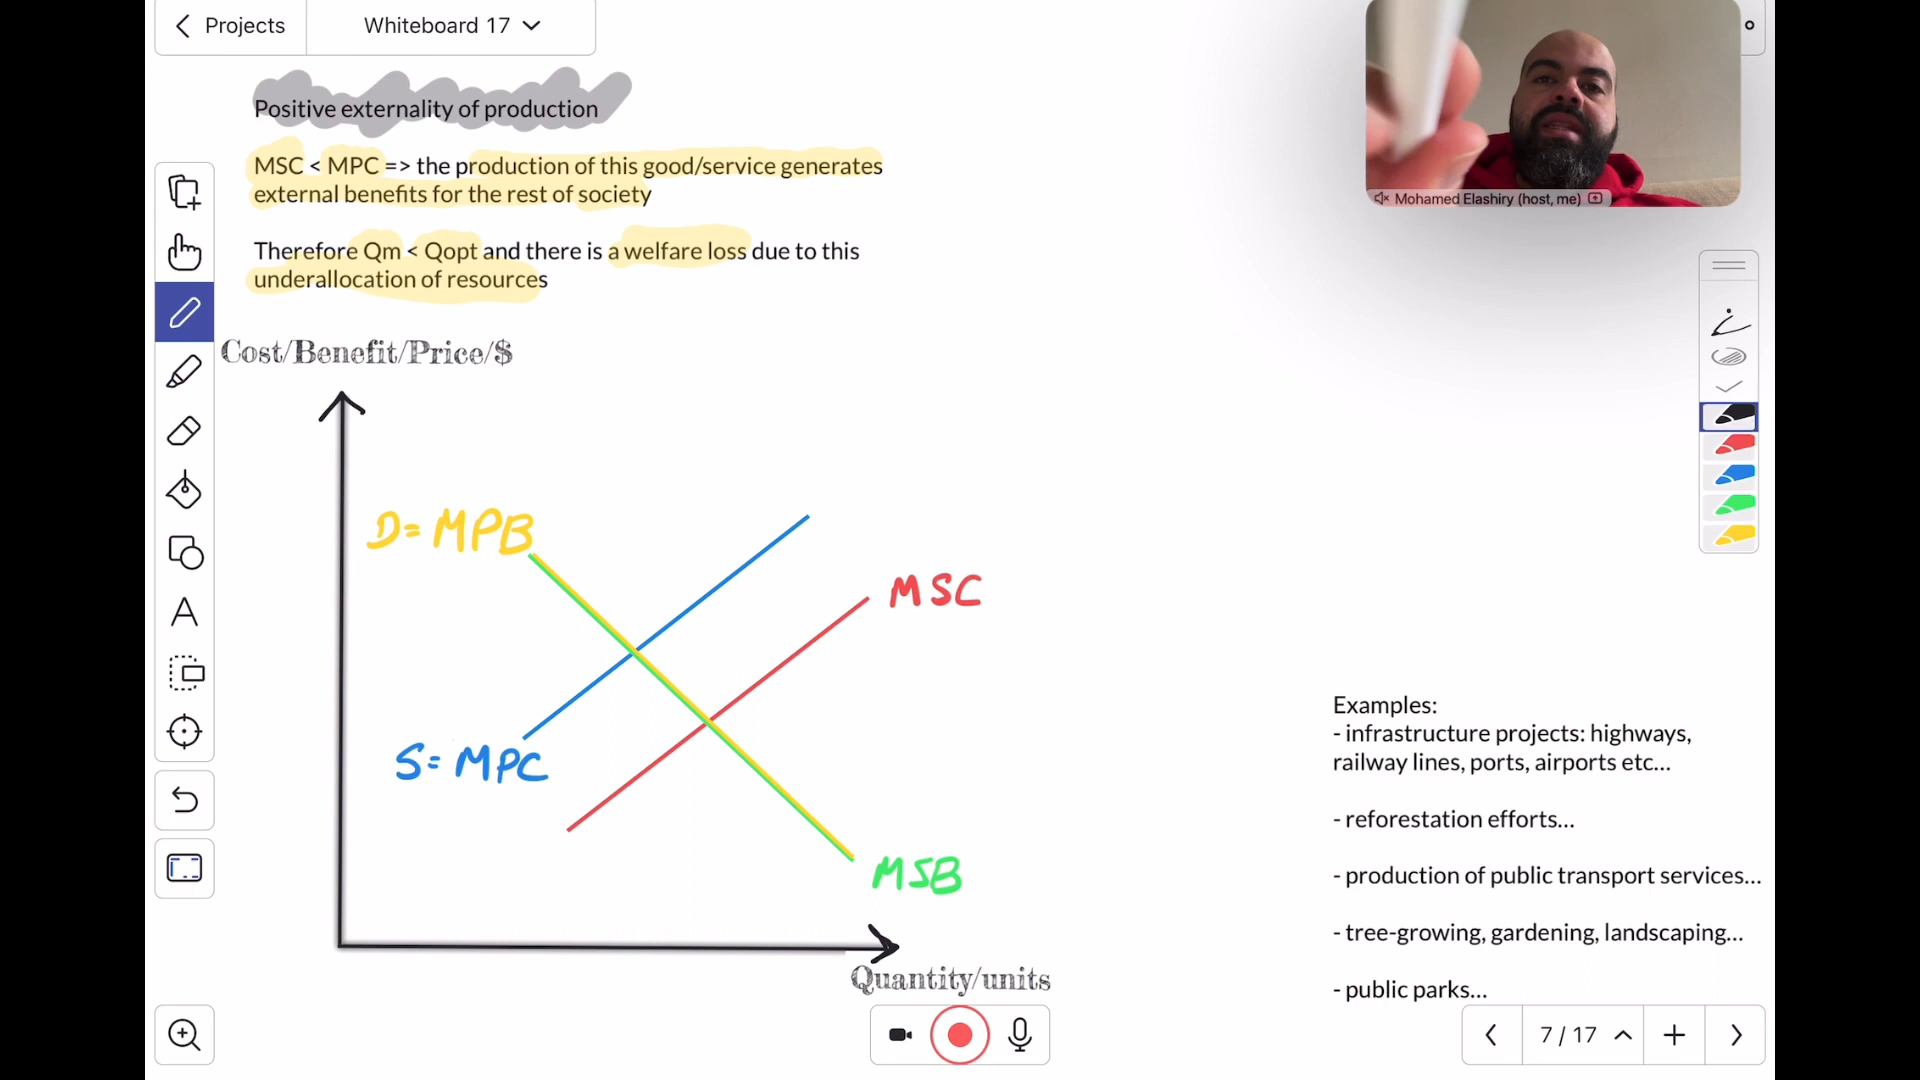 Projects
Whiteboard 17
Positive externality of production
MSC < MPC => the production of this good/service generates
external benefits for the rest of society
Therefore Qm < Qopt and there is a welfare loss due to this
underallocation of resources
Mohamed Elashiry (host, me)
Cost/Benefit/Price/$
D= MPB
MSC
S= MPC
MSB
Quantity/units
Examples:
- infrastructure projects: highways,
railway lines, ports, airports etc...
- reforestation efforts...
- production of public transport services...
- tree-growing, gardening, landscaping...
- public parks...
7 / 17